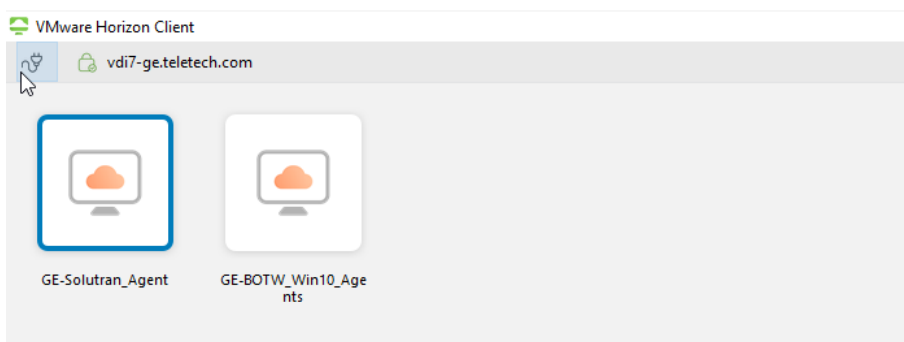 VMware Horizon Client
vdi7-ge.teletech.com
GE-Solutran_Agent
GE-BOTW_Win10_Age
nts